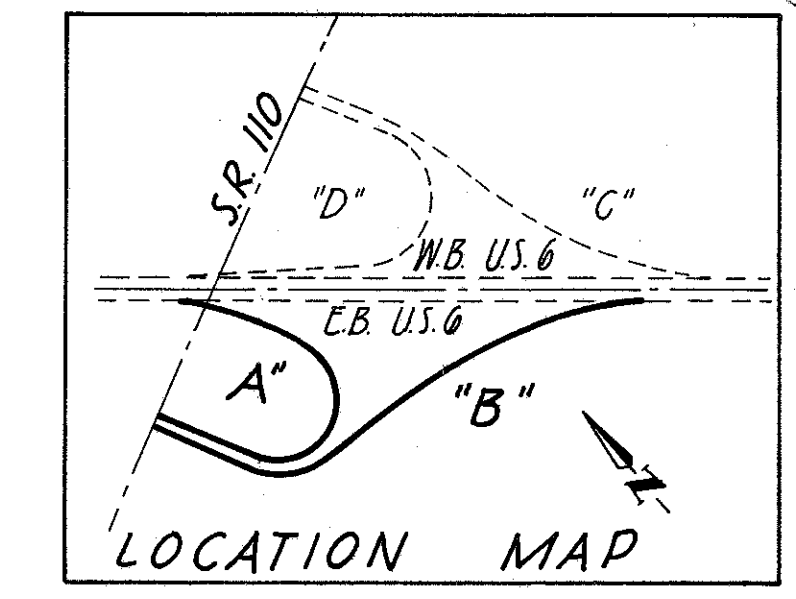 S.R. 110
"D"
"C"
W.B. U.S. 6
E.B. U.S. 6
A"
"B"
N
LOCATION MAP